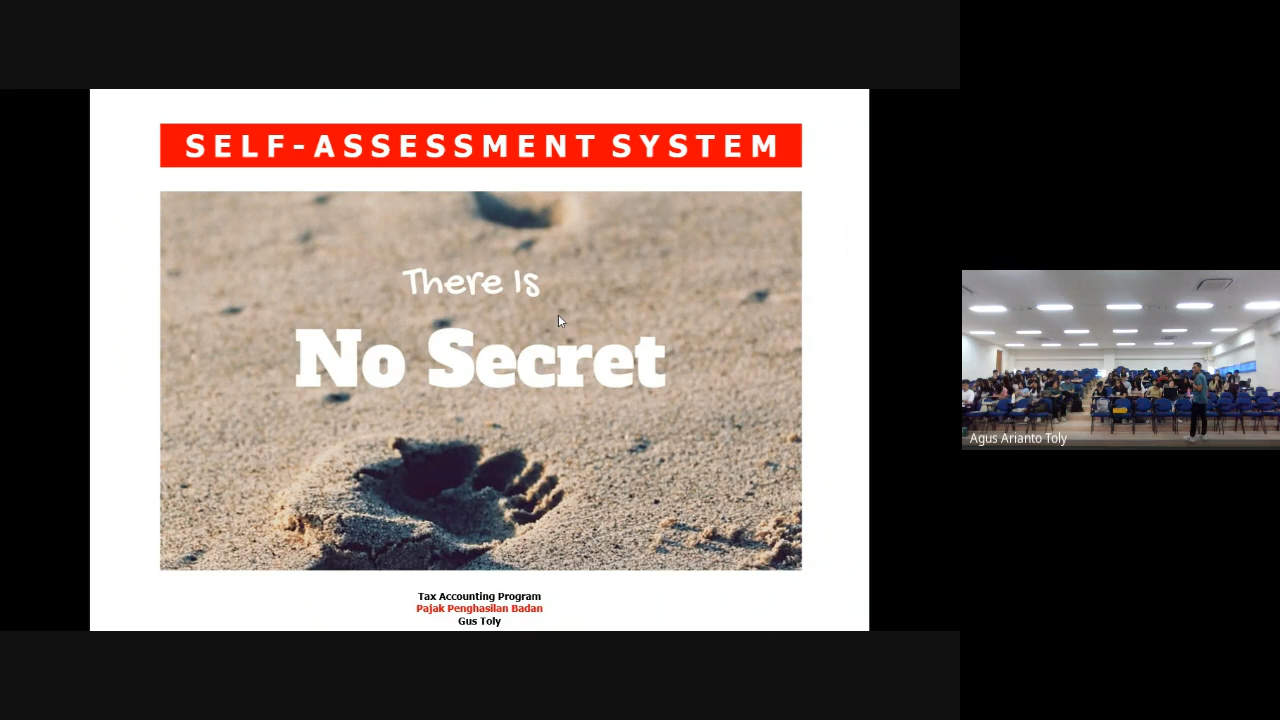 SELF-ASSESSMENT SYSTEM
There Is
No Secret
Tax Accounting Program
Pajak Penghasilan Badan
Gus Toly
Agus Arianto Toly